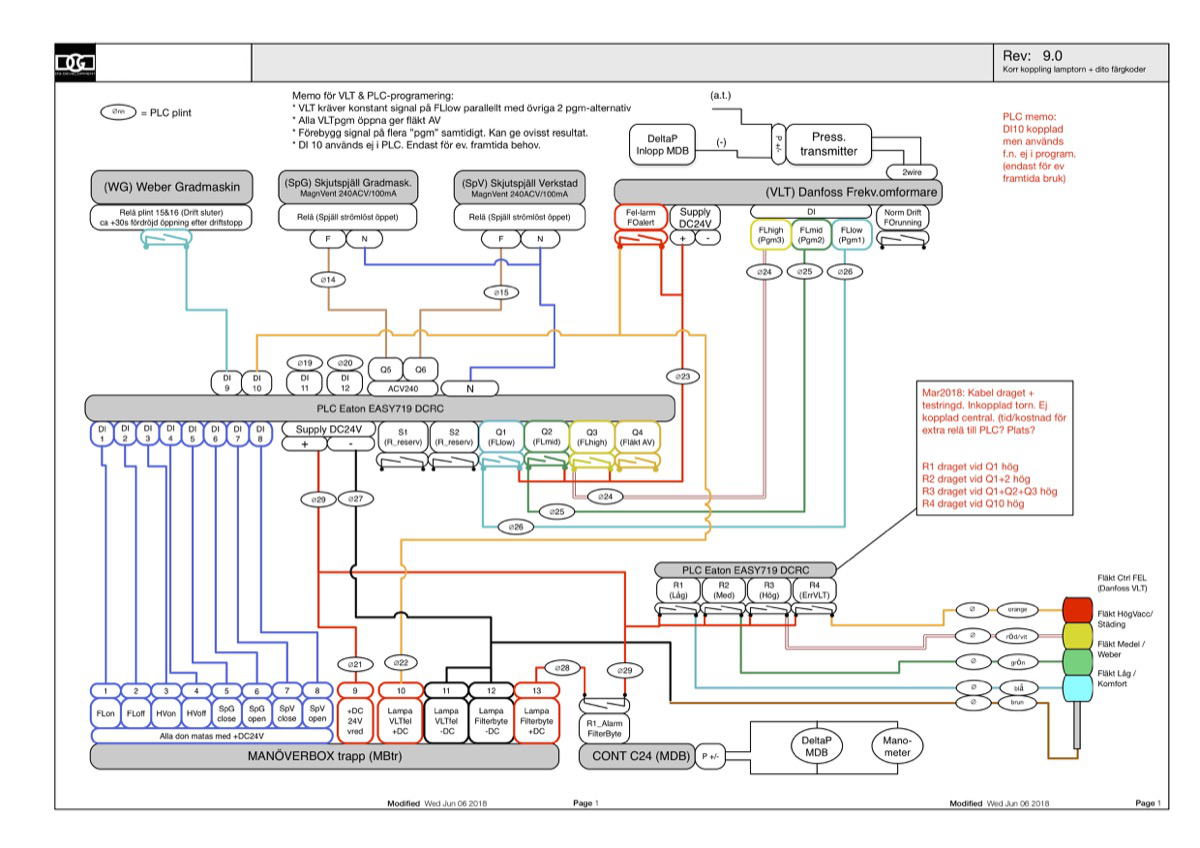 DGD
DG DEVELOPMENT
Rev: 9.0
Korr koppling lamptorn + dito färgkoder
Ønn = PLC plint
Memo för VLT & PLC-programering:
* VLT kräver konstant signal på FLlow parallellt med övriga 2 pgm-alternativ
* Alla VLTpgm öppna ger fläkt AV
* Förebygg signal på flera "pgm" samtidigt. Kan ge ovisst resultat.
* DI 10 används ej i PLC. Endast för ev. framtida behov.
(a.t.)
DeltaP
Inlopp MDB
(-)
P +/-
Press.
transmitter
2wire
PLC memo:
DI10 kopplad
men används
f.n. ej i program.
(endast för ev
framtida bruk)
(WG) Weber Gradmaskin
Relä plint 15&16 (Drift sluter)
ca +30s fördröjd öppning efter driftstopp
(SpG) Skjutspjäll Gradmask.
MagnVent 240ACV/100mA
Relä (Spjäll strömlöst öppet)
F
N
(SpV) Skjutspjäll Verkstad
MagnVent 240ACV/100mA
Relä (Spjäll strömlöst öppet)
F
N
(VLT) Danfoss Frekv.omformare
Fel-larm
FOalert
Supply
DC24V
+
-
DI
FLhigh
(Pgm3)
FLmid
(Pgm2)
FLlow
(Pgm1)
Norm Drift
FOrunning
ø14
ø15
ø24
ø25
ø26
ø23
DI
9
DI
10
ø19
DI
11
ø20
DI
12
Q5
Q6
ACV240
N
PLC Eaton EASY719 DCRC
DI
1
DI
2
DI
3
DI
4
DI
5
DI
6
DI
7
DI
8
Supply DC24V
+
-
S1
(R_reserv)
S2
(R_reserv)
Q1
(FLlow)
Q2
(FLmid)
Q3
(FLhigh)
Q4
(Fläkt AV)
ø29
ø27
ø24
ø25
ø26
Mar2018: Kabel draget +
testringd. Inkopplad torn. Ej
kopplad central. (tid/kostnad för
extra relä till PLC? Plats?
R1 draget vid Q1 hög
R2 draget vid Q1+2 hög
R3 draget vid Q1+Q2+Q3 hög
R4 draget vid Q10 hög
PLC Eaton EASY719 DCRC
R1
(Låg)
R2
(Med)
R3
(Hög)
R4
(ErrVLT)
Fläkt Ctrl FEL
(Danfoss VLT)
Fläkt HögVacc/
Städing
Fläkt Medel /
Weber
Fläkt Låg /
Komfort
ø
orange
ø
röd/vit
ø
grÖn
ø
blå
ø
brun
ø21
ø22
ø28
ø29
1
FLon
2
FLoff
3
HVon
4
HVoff
5
SpG
close
6
SpG
open
7
SpV
close
8
SpV
open
Alla don matas med +DC24V
9
+DC
24V
vred
10
Lampa
VLTfel
+DC
11
Lampa
VLTfel
-DC
12
Lampa
Filterbyte
-DC
13
Lampa
Filterbyte
+DC
MANÖVERBOX trapp (MBtr)
R1_Alarm
FilterByte
CONT C24 (MDB)
P +/-
DeltaP
MDB
Mano-
meter
Modified Wed Jun 06 2018
Page 1
Modified Wed Jun 06 2018
Page 1